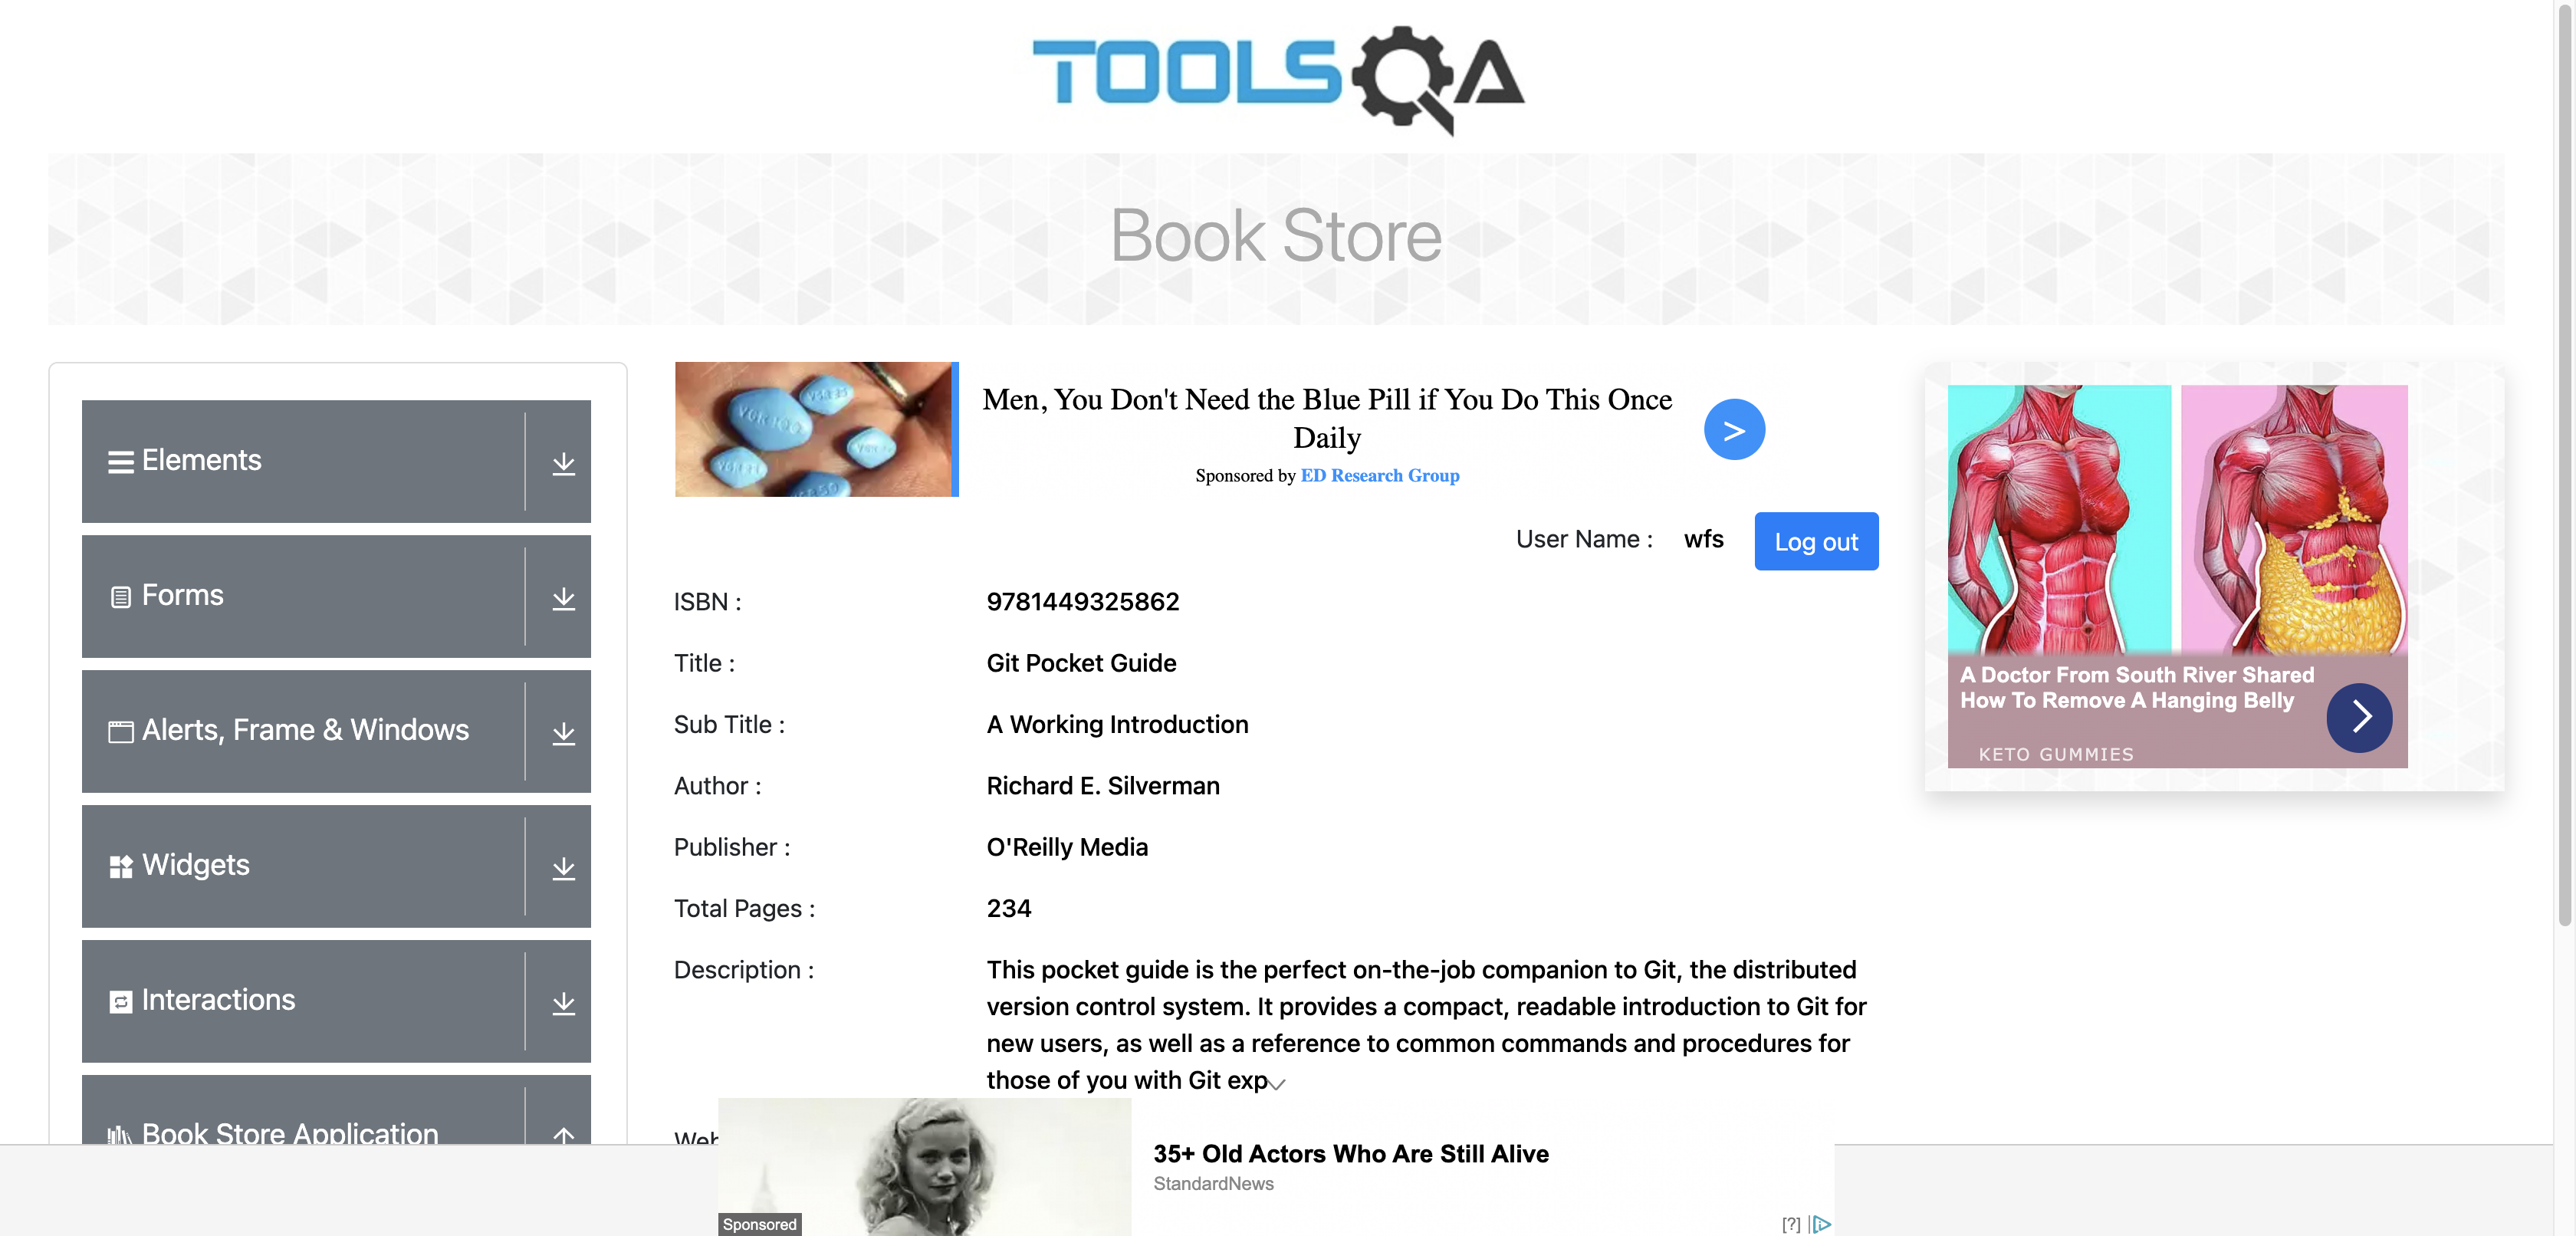 TOOLSQA
Book Store
Elements
Forms
Alerts, Frame & Windows
Widgets
Interactions
Book Store Application
Men, You Don't Need the Blue Pill if You Do This Once
Daily
Sponsored by ED Research Group
>
User Name : wfs Log out
ISBN : 9781449325862
Title : Git Pocket Guide
Sub Title : A Working Introduction
Author : Richard E. Silverman
Publisher : O'Reilly Media
Total Pages : 234
Description : This pocket guide is the perfect on-the-job companion to Git, the distributed
version control system. It provides a compact, readable introduction to Git for
new users, as well as a reference to common commands and procedures for
those of you with Git exp
A Doctor From South River Shared
How To Remove A Hanging Belly
KETO GUMMIES
35+ Old Actors Who Are Still Alive
StandardNews
Sponsored
[?]